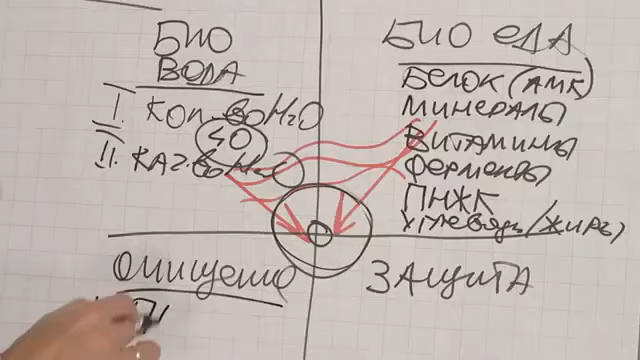 БИО
ВОДА
I. КОЛ-ВО H2O
40
II. КАЧ-ВО H2O
БИО ЕДА
БЕЛОК (АМК)
МИНЕРАЛЫ
ВИТАМИНЫ
ФЕРМЕНТЫ
ПНЖК
УГЛЕВОДЫ/ЖИРЫ)
ОЧИЩЕНИЕ
ЗАЩИТА